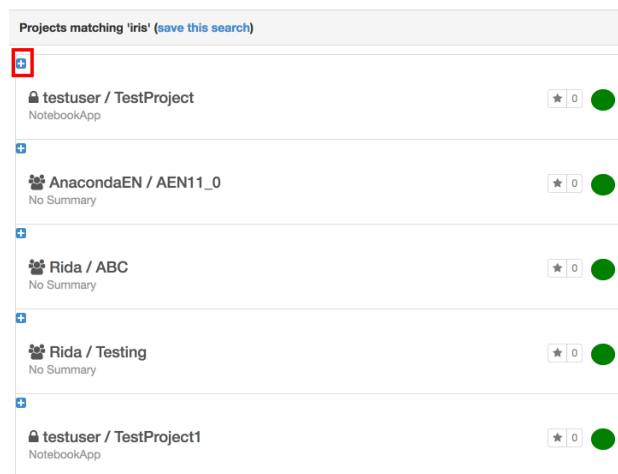 Projects matching 'iris' (save this search)
testuser / TestProject
0
NotebookApp
AnacondaEN / AEN11_0
0
No Summary
Rida / ABC
0
No Summary
Rida / Testing
0
No Summary
testuser / TestProject1
0
NotebookApp